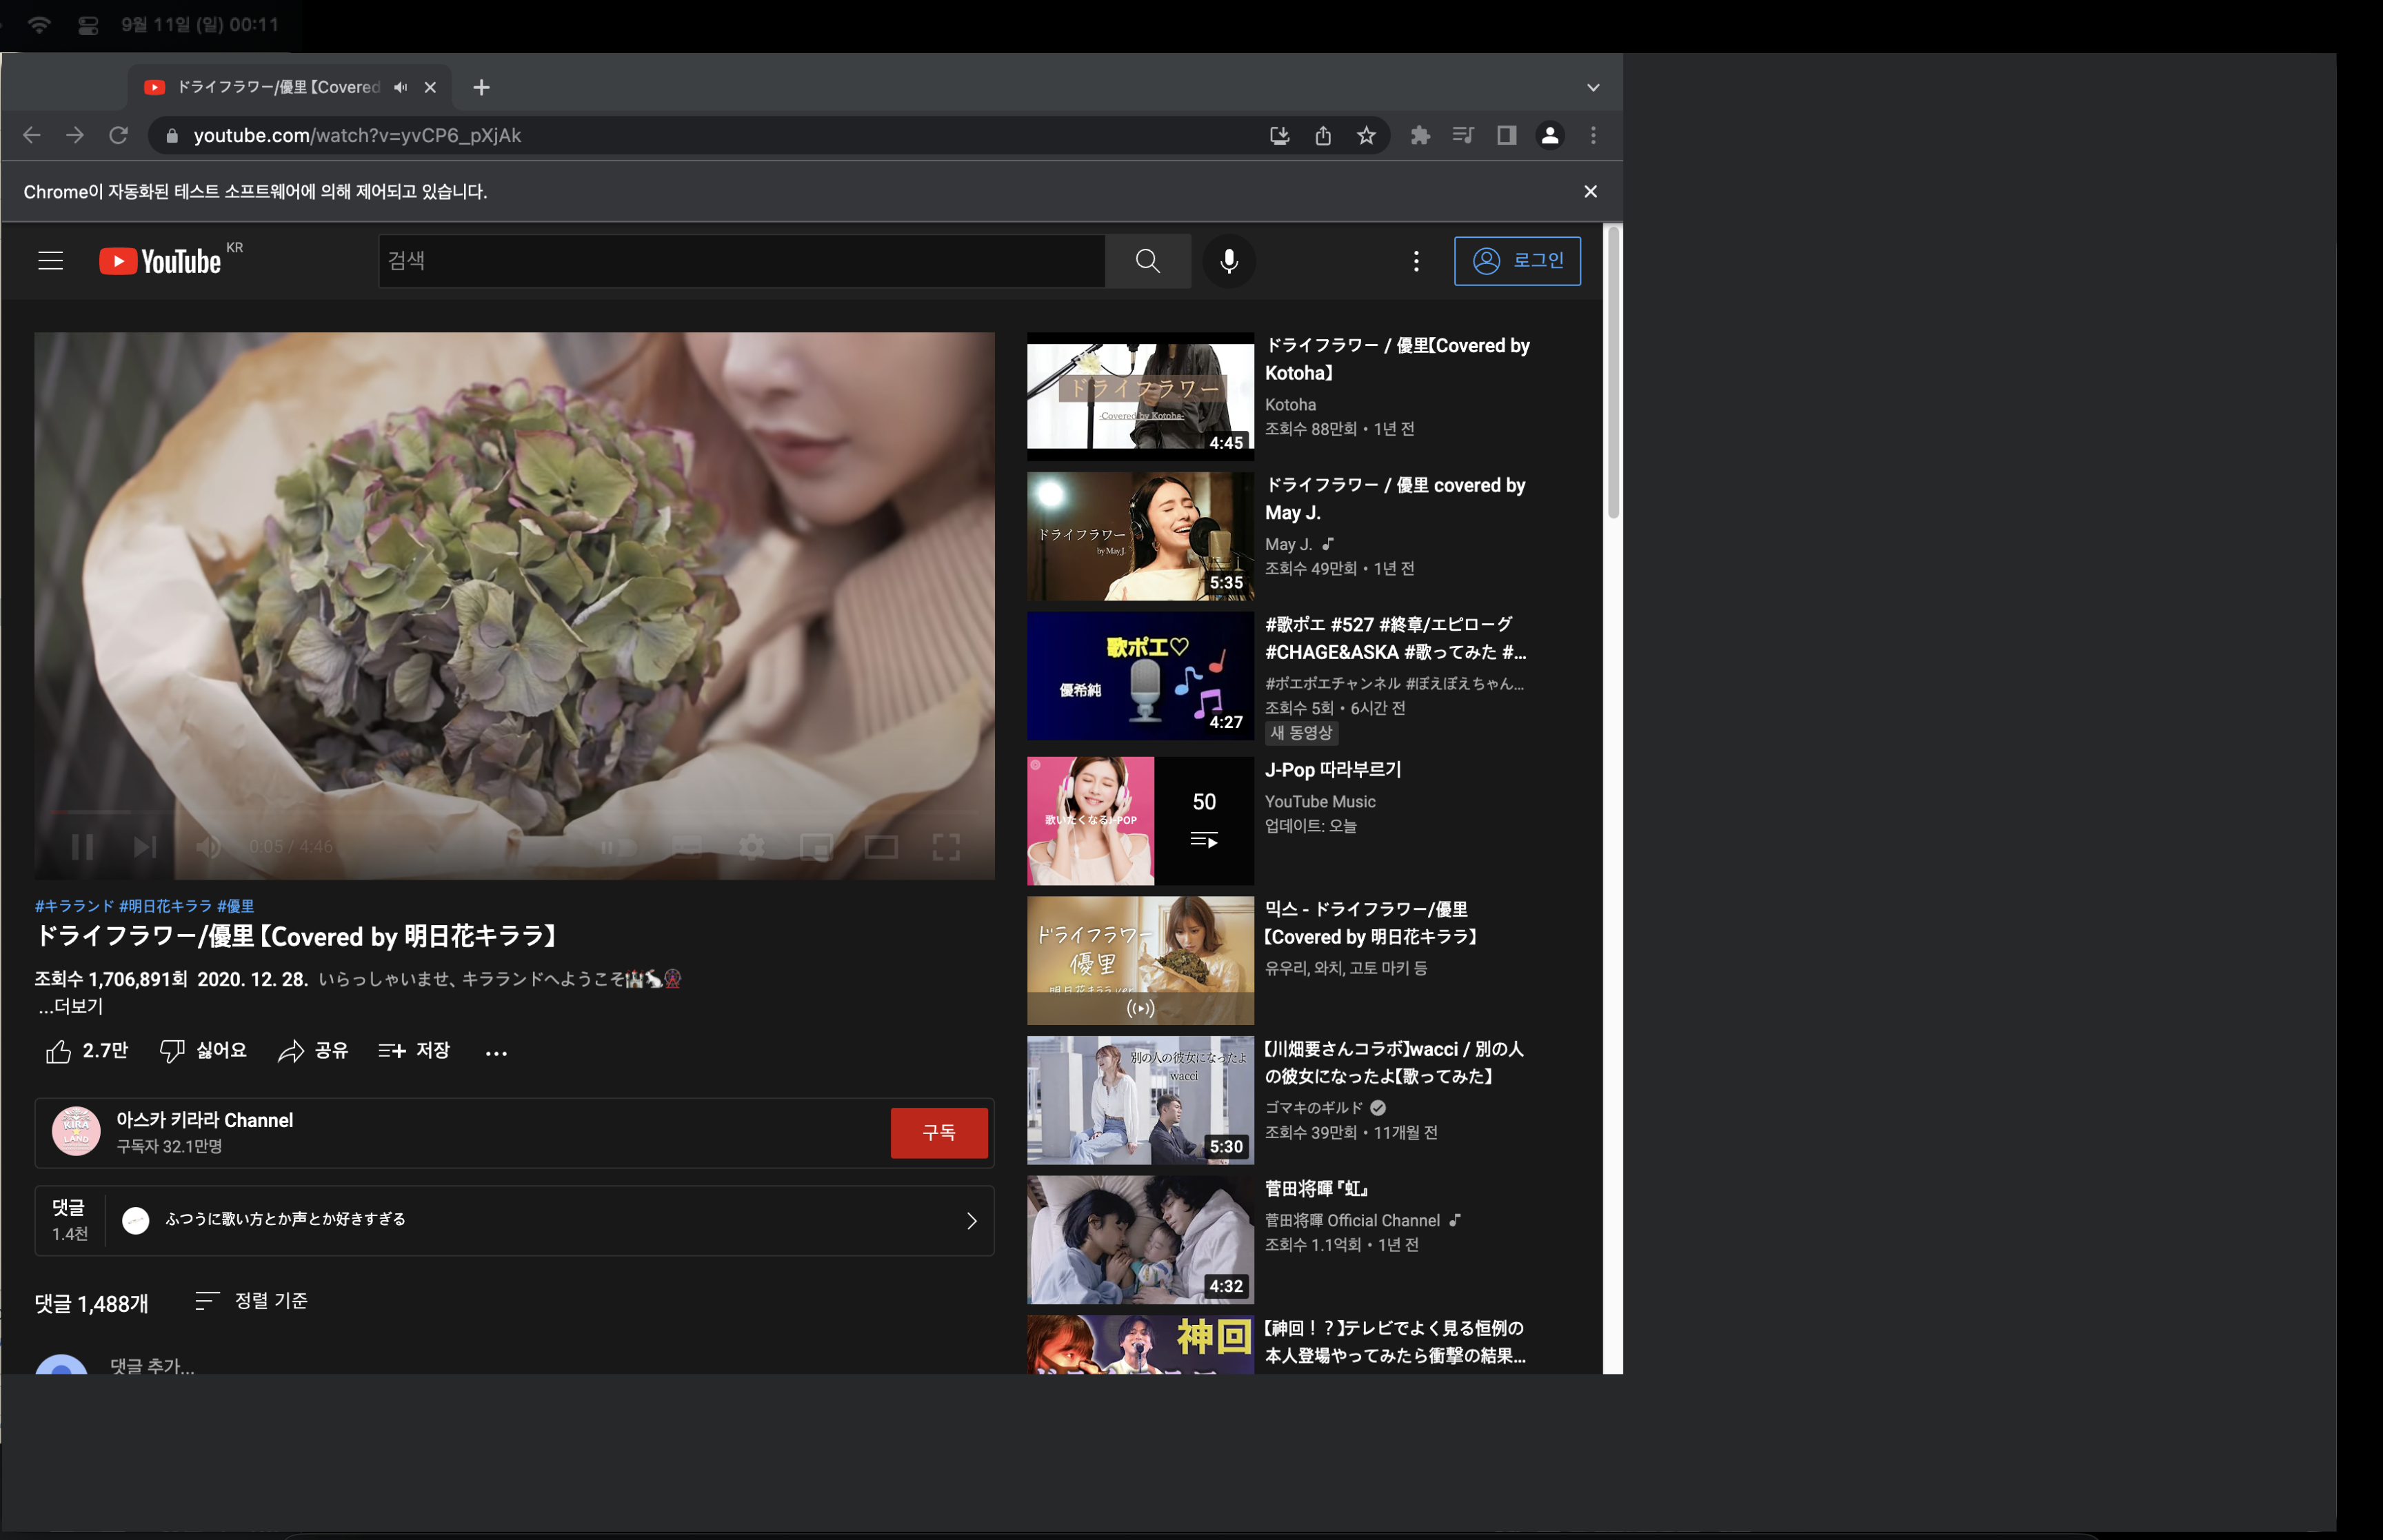 9월 11일 (일) 00:11
ドライフラワー/優里【Covered
youtube.com/watch?v=yvCP6_pXjAk
Chrome이 자동화된 테스트 소프트웨어에 의해 제어되고 있습니다.
YouTube KR
검색
로그인
0:05 / 4:46
#キラランド #明日花キララ #優里
ドライフラワー/優里【Covered by 明日花キララ】
조회수 1,706,891회 2020. 12. 28. いらっしゃいませ、キラランドへようこそ🏰🐇🎡
...더보기
2.7만 싫어요 공유 저장 ...
KIRA
LAND
아스카 키라라 Channel
구독자 32.1만명
구독
댓글
1.4천
ふつうに歌い方とか声とか好きすぎる
댓글 1,488개 정렬 기준
댓글 추가...
ドライフラワー
-Covered by Kotoha-
4:45
ドライフラワー / 優里【Covered by
Kotoha】
Kotoha
조회수 88만회 • 1년 전
ドライフラワー
by May J.
5:35
ドライフラワー / 優里 covered by
May J.
May J.
조회수 49만회 • 1년 전
歌ポエ♡
優希純
4:27
#歌ポエ #527 #終章/エピローグ
#CHAGE&ASKA #歌ってみた #...
#ポエポエチャンネル #ぽえぽえちゃん...
조회수 5회 • 6시간 전
새 동영상
歌いたくなるJ-POP
50
J-Pop 따라부르기
YouTube Music
업데이트: 오늘
ドライフラワー
優里
明日花キララ ver.
믹스 - ドライフラワー/優里
【Covered by 明日花キララ】
유우리, 와치, 고토 마키 등
別の人の彼女になったよ
wacci
5:30
【川畑要さんコラボ】wacci / 別の人
の彼女になったよ【歌ってみた】
ゴマキのギルド
조회수 39만회 • 11개월 전
4:32
菅田将暉『虹』
菅田将暉 Official Channel
조회수 1.1억회 • 1년 전
神回
【神回！？】テレビでよく見る恒例の
本人登場やってみたら衝撃の結果...